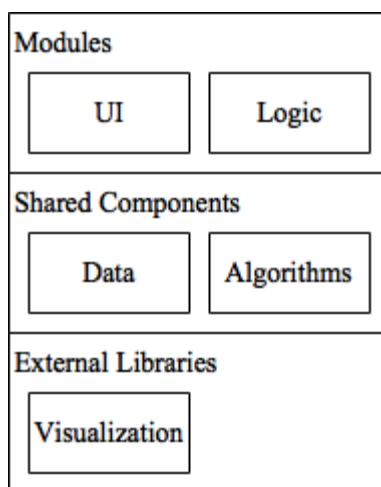 Modules
UI
Logic
Shared Components
Data
Algorithms
External Libraries
Visualization